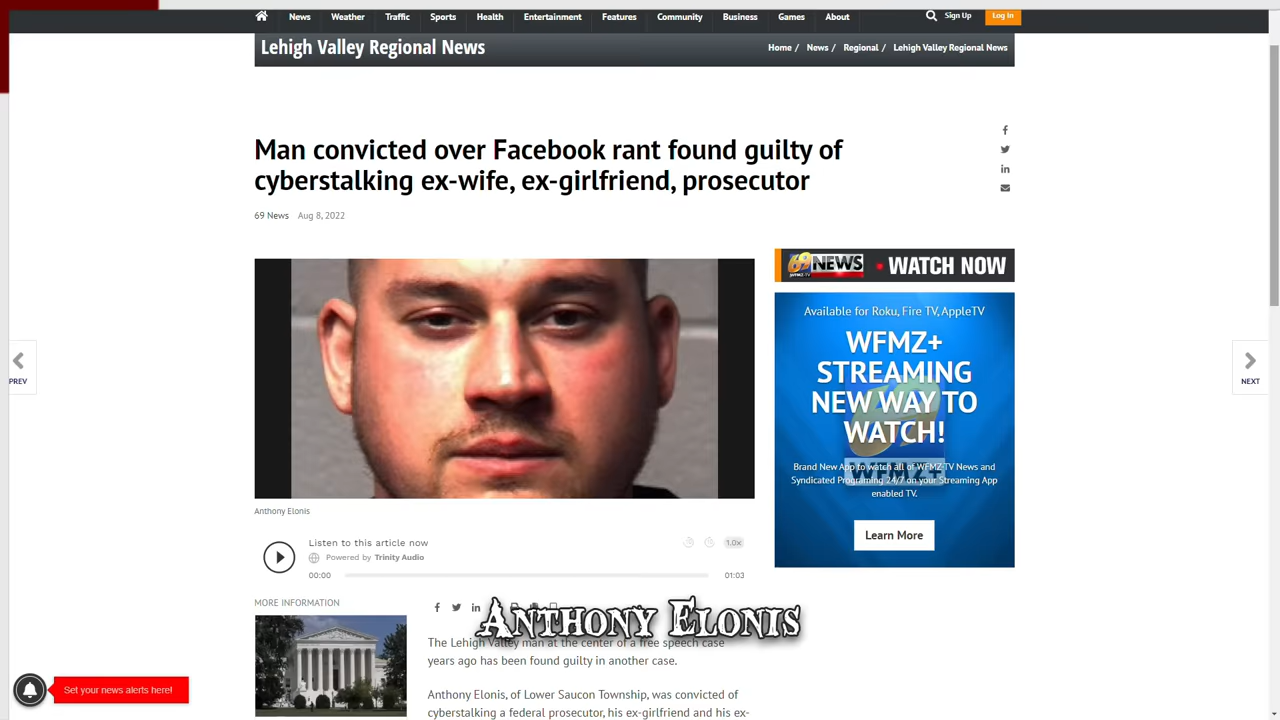 News Weather Traffic Sports Health Entertainment Features Community Business Games About Sign Up Log In
Lehigh Valley Regional News
Home / News / Regional / Lehigh Valley Regional News
Man convicted over Facebook rant found guilty of
cyberstalking ex-wife, ex-girlfriend, prosecutor
69 News Aug 8, 2022
69 NEWS WATCH NOW
Available for Roku, Fire TV, AppleTV
WFMZ+
STREAMING
NEW WAY TO
WATCH!
Brand New App to watch all of WFMZ-TV News and
Syndicated Programing 24/7 on your Streaming App
enabled TV.
Learn More
PREV
NEXT
Anthony Elonis
Listen to this article now
1.0x
Powered by Trinity Audio
00:00 01:03
MORE INFORMATION
Anthony Elonis
The Lehigh Valley man at the center of a free speech case
years ago has been found guilty in another case.
Anthony Elonis, of Lower Saucon Township, was convicted of
cyberstalking a federal prosecutor, his ex-girlfriend and his ex-
Set your news alerts here!